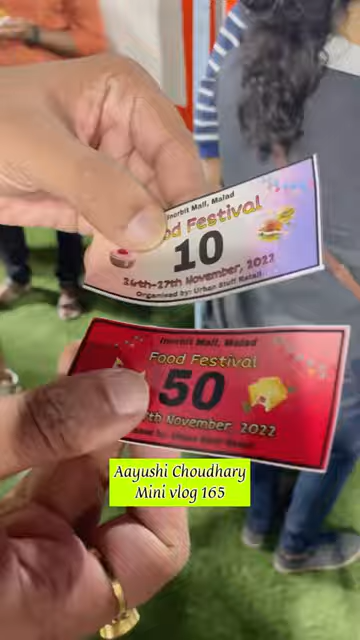 Inorbit Mall, Malad
od Festival
10
26th-27th November, 2022
Organised by: Urban Stuff Retail
Inorbit Mall, Malad
Food Festival
50
th November, 2022
Aayushi Choudhary
Mini vlog 165